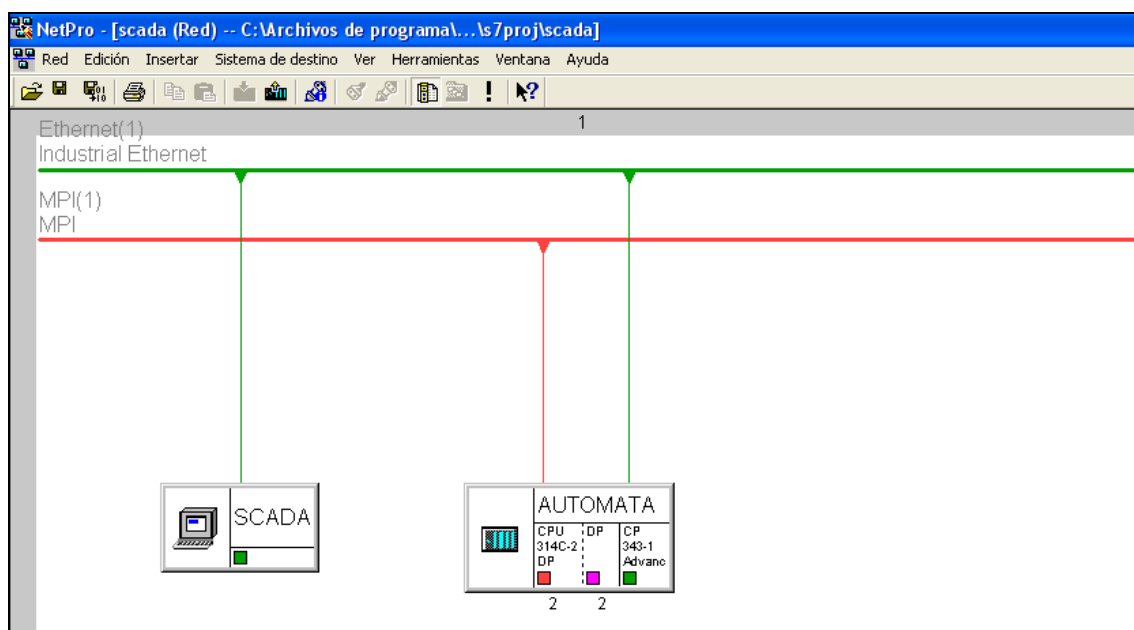 NetPro - [scada (Red) -- C:\Archivos de programa\...\s7proj\scada]
Red Edición Insertar Sistema de destino Ver Herramientas Ventana Ayuda
1
Ethernet(1)
Industrial Ethernet
MPI(1)
MPI
SCADA
AUTOMATA
CPU DP CP
314C-2 343-1
DP Advanc
2 2